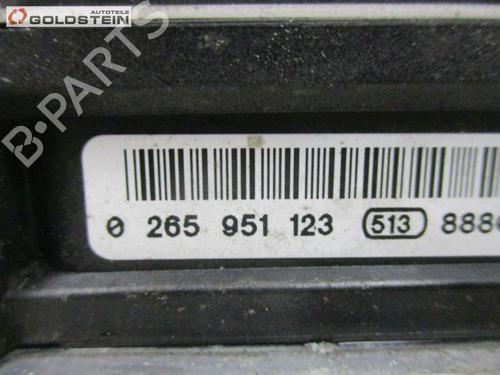 AUTOTEILE
GOLDSTEIN
B-PARTS
0 265 951 123 513 888